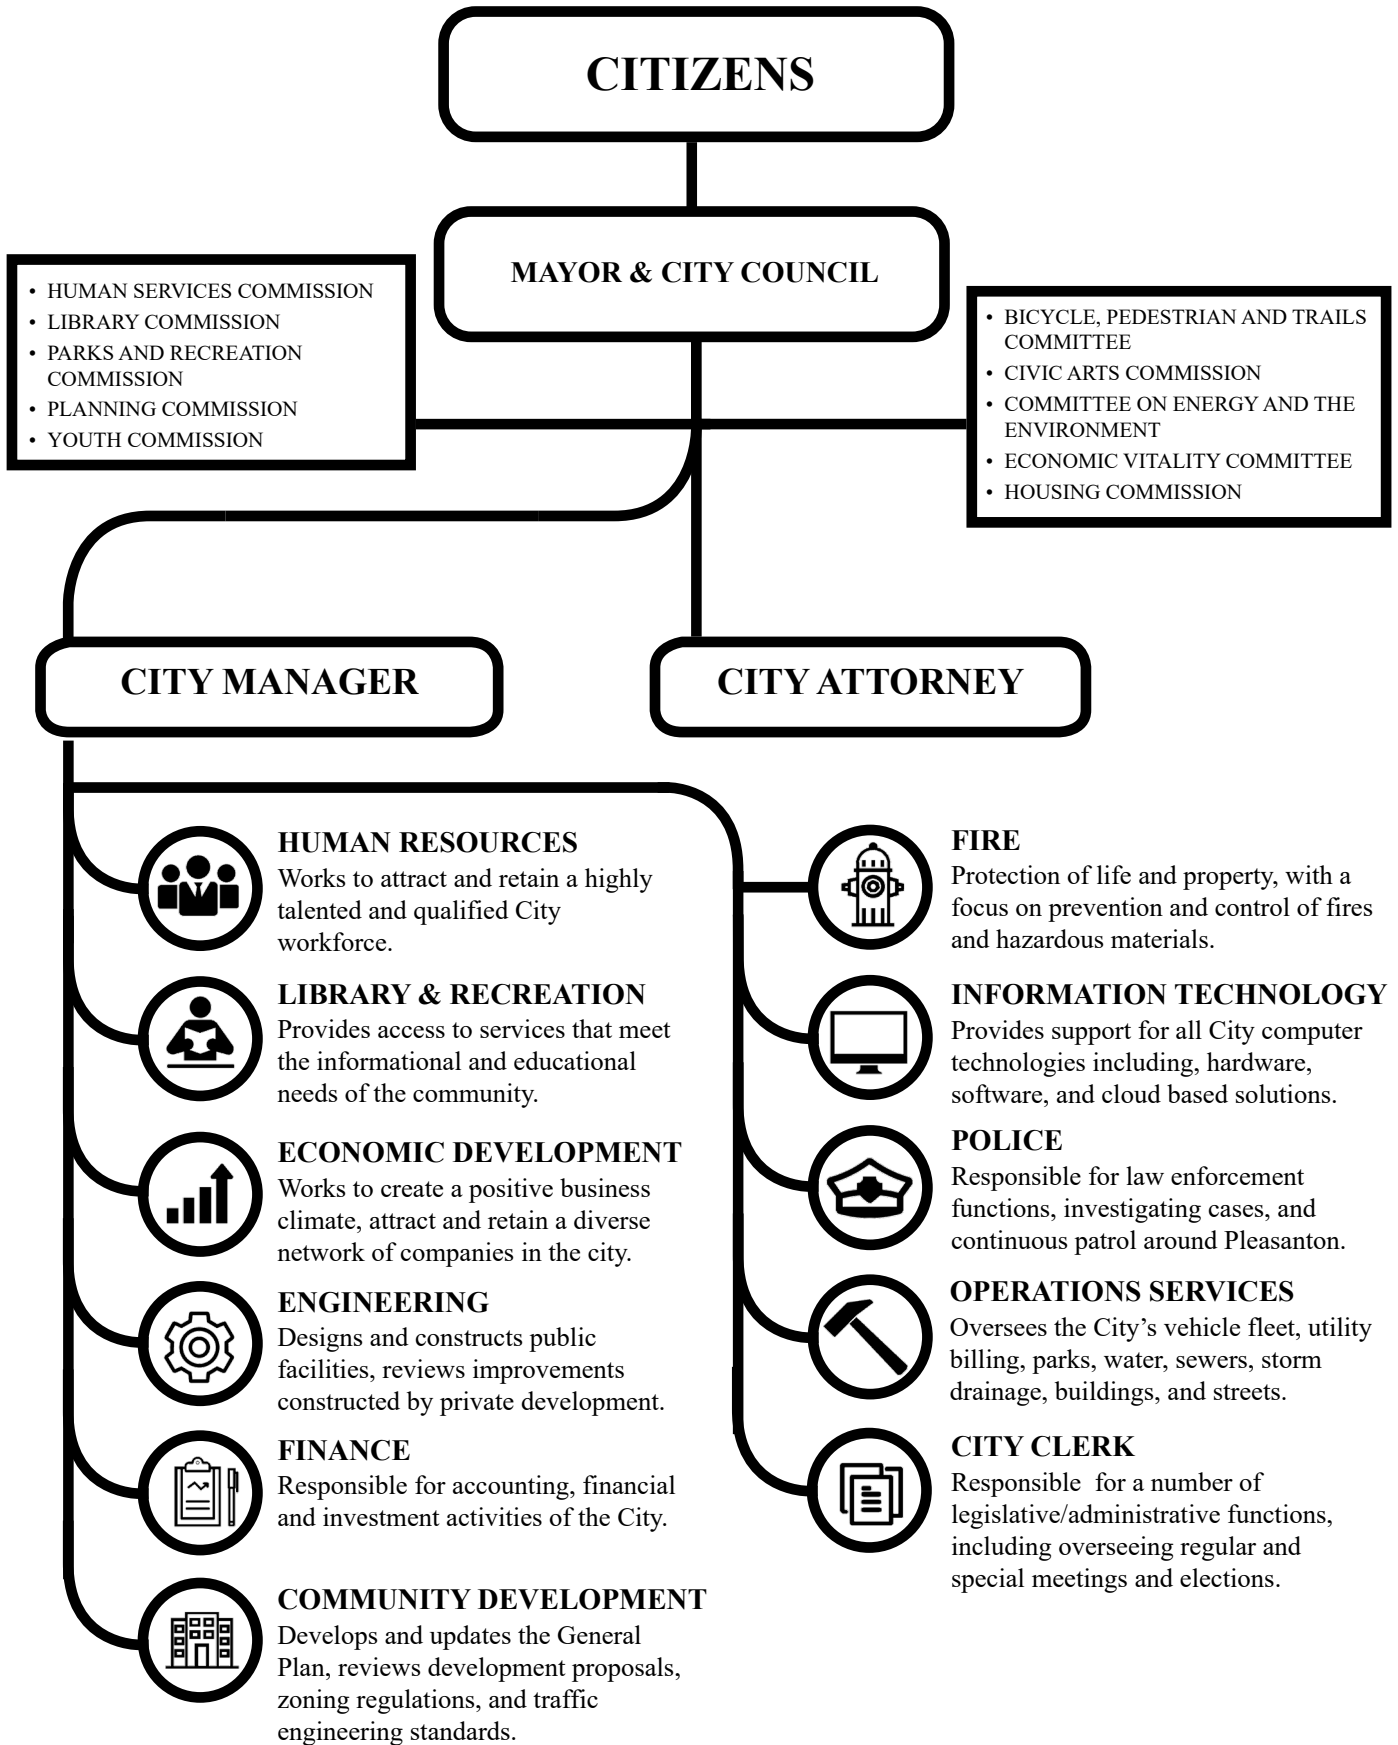 CITIZENS
MAYOR & CITY COUNCIL
• HUMAN SERVICES COMMISSION
• LIBRARY COMMISSION
• PARKS AND RECREATION
COMMISSION
• PLANNING COMMISSION
• YOUTH COMMISSION
• BICYCLE, PEDESTRIAN AND TRAILS
COMMITTEE
• CIVIC ARTS COMMISSION
• COMMITTEE ON ENERGY AND THE
ENVIRONMENT
• ECONOMIC VITALITY COMMITTEE
• HOUSING COMMISSION
CITY MANAGER
CITY ATTORNEY
HUMAN RESOURCES
Works to attract and retain a highly
talented and qualified City
workforce.
LIBRARY & RECREATION
Provides access to services that meet
the informational and educational
needs of the community.
ECONOMIC DEVELOPMENT
Works to create a positive business
climate, attract and retain a diverse
network of companies in the city.
ENGINEERING
Designs and constructs public
facilities, reviews improvements
constructed by private development.
FINANCE
Responsible for accounting, financial
and investment activities of the City.
COMMUNITY DEVELOPMENT
Develops and updates the General
Plan, reviews development proposals,
zoning regulations, and traffic
engineering standards.
FIRE
Protection of life and property, with a
focus on prevention and control of fires
and hazardous materials.
INFORMATION TECHNOLOGY
Provides support for all City computer
technologies including, hardware,
software, and cloud based solutions.
POLICE
Responsible for law enforcement
functions, investigating cases, and
continuous patrol around Pleasanton.
OPERATIONS SERVICES
Oversees the City’s vehicle fleet, utility
billing, parks, water, sewers, storm
drainage, buildings, and streets.
CITY CLERK
Responsible  for a number of
legislative/administrative functions,
including overseeing regular and
special meetings and elections.